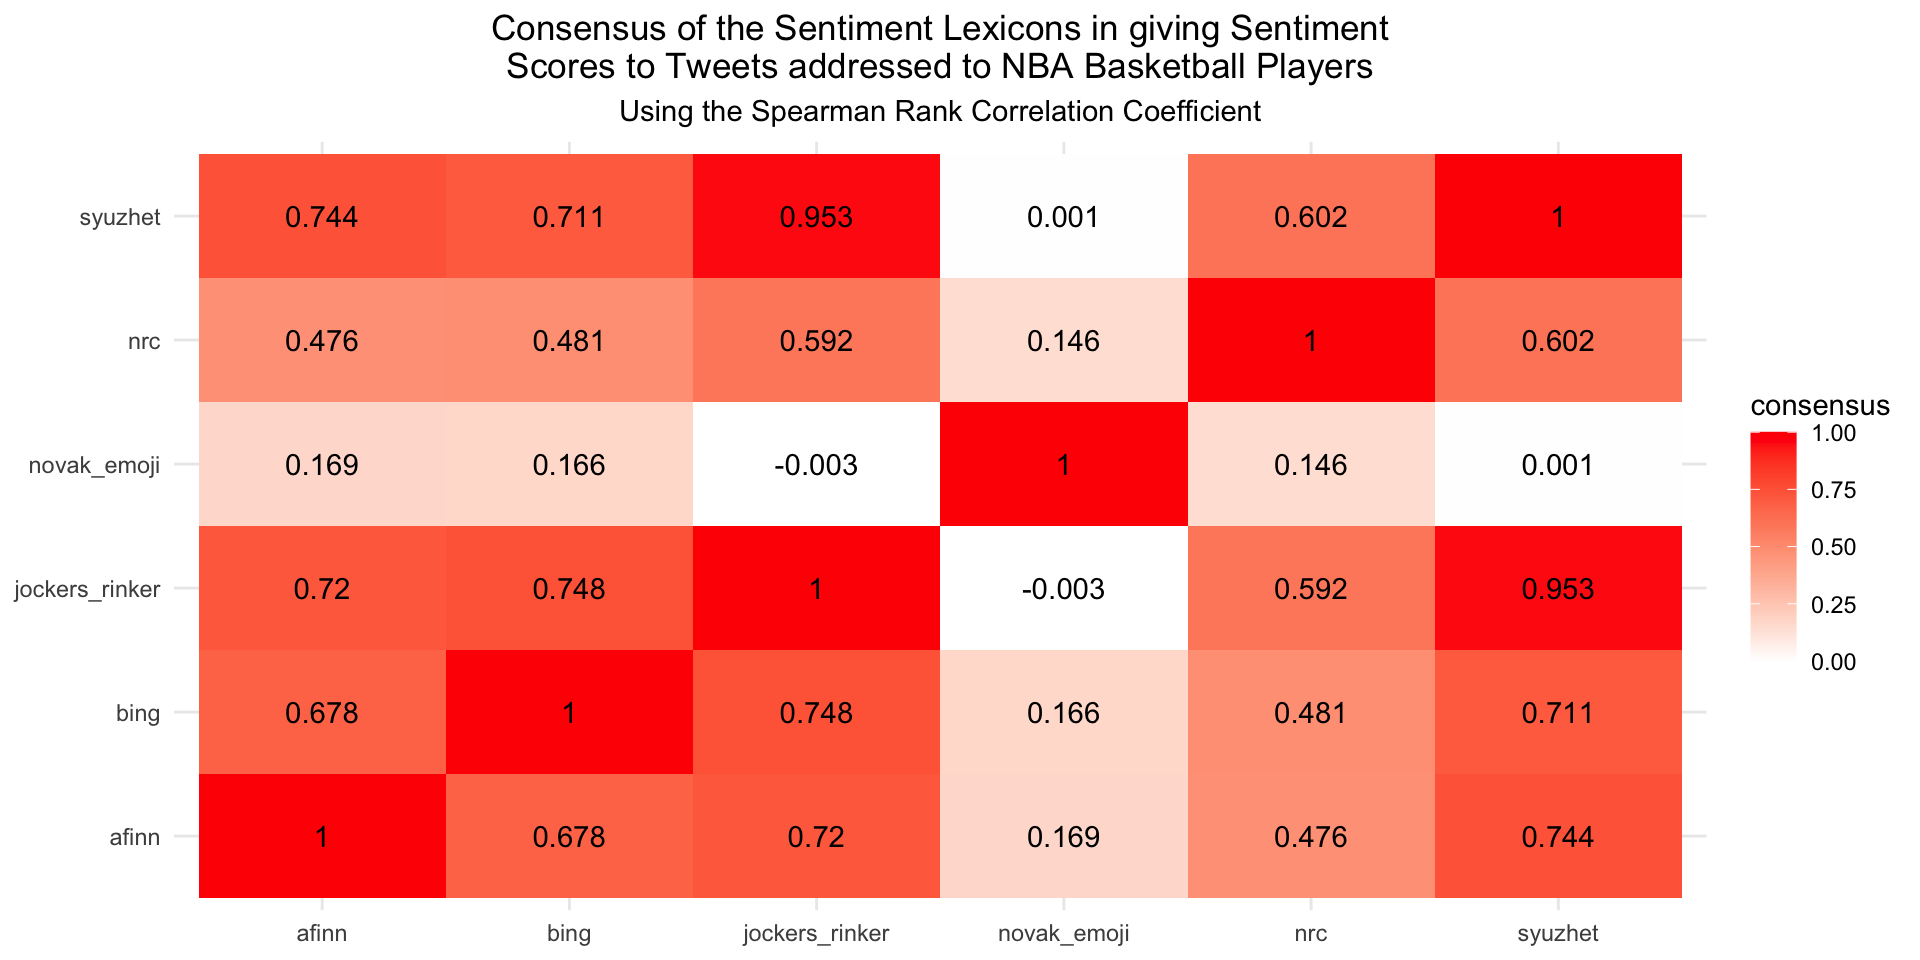 Consensus of the Sentiment Lexicons in giving Sentiment
Scores to Tweets addressed to NBA Basketball Players
Using the Spearman Rank Correlation Coefficient
syuzhet 0.744 0.711 0.953 0.001 0.602 1
nrc 0.476 0.481 0.592 0.146 1 0.602
novak_emoji 0.169 0.166 -0.003 1 0.146 0.001
jockers_rinker 0.72 0.748 1 -0.003 0.592 0.953
bing 0.678 1 0.748 0.166 0.481 0.711
afinn 1 0.678 0.72 0.169 0.476 0.744
afinn bing jockers_rinker novak_emoji nrc syuzhet
consensus
1.00
0.75
0.50
0.25
0.00